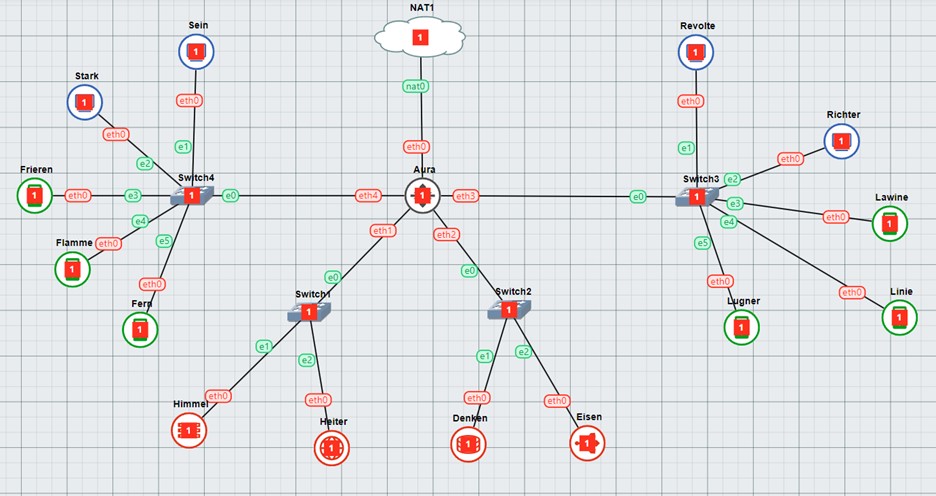 NAT1
1
nat0
eth0
Aura
1
Sein
1
eth0
e1
Stark
1
eth0
e2
Frieren
1
eth0
e3
Switch4
1
e0
eth4
eth3
e0
Flamme
1
eth0
e4
Fern
1
eth0
e5
Revolte
1
eth0
e1
Richter
1
eth0
e2
Switch3
1
Lawine
1
eth0
e3
Linie
1
eth0
e4
Lugner
1
eth0
e5
eth1
e0
Switch1
1
e1
e2
eth0
Himmel
1
eth0
Heiter
1
eth2
e0
Switch2
1
e1
e2
eth0
Denken
1
eth0
Eisen
1